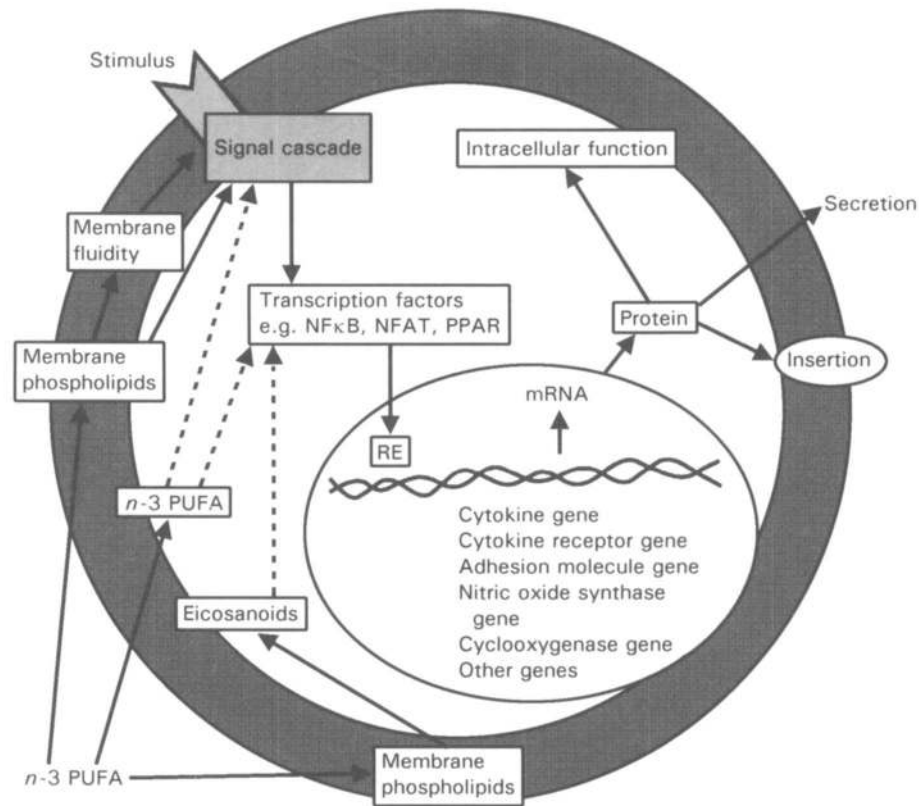 Stimulus
Signal cascade
Intracellular function
Secretion
Membrane
fluidity
Transcription factors
e.g. NFκB, NFAT, PPAR
Protein
Membrane
phospholipids
Insertion
mRNA
RE
n-3 PUFA
Cytokine gene
Cytokine receptor gene
Adhesion molecule gene
Nitric oxide synthase
gene
Cyclooxygenase gene
Other genes
Eicosanoids
n-3 PUFA
Membrane
phospholipids